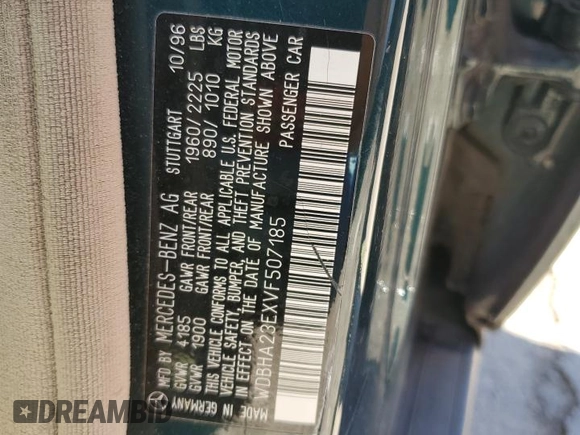 MFD BY MERCEDES-BENZ AG STUTTGART 10/96
GVWR 4185 GAWR FRONT/REAR 1960/2225 LBS
GVWR 1900 GAWR FRONT/REAR 890/1010 KG
THIS VEHICLE CONFORMS TO ALL APPLICABLE U.S. FEDERAL MOTOR
VEHICLE SAFETY, BUMPER, AND THEFT PREVENTION STANDARDS
IN EFFECT ON THE DATE OF MANUFACTURE SHOWN ABOVE
WDBHA23EXVF507185 PASSENGER CAR
MADE IN GERMANY
DREAMBID